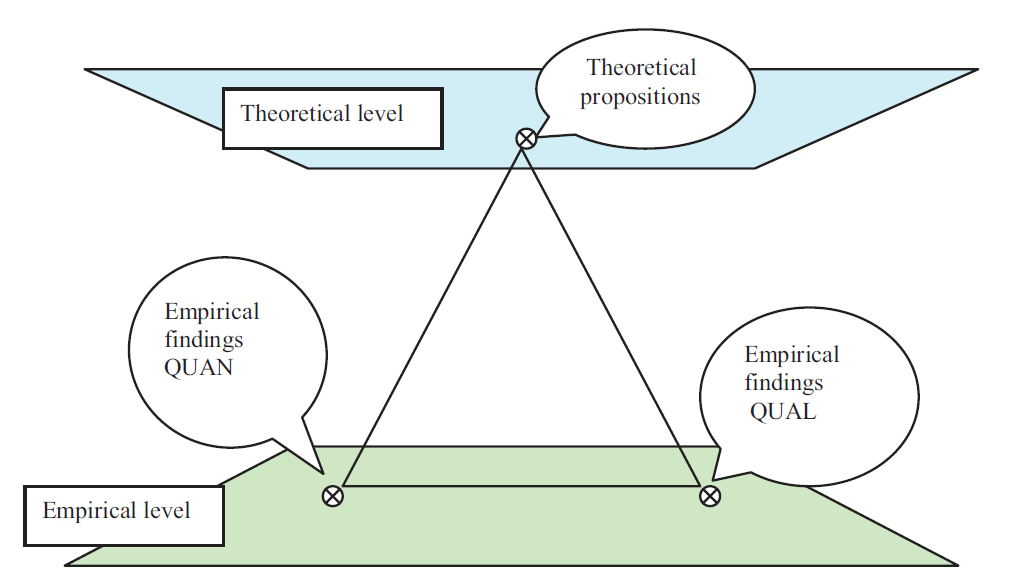 Theoretical
propositions
Theoretical level
Empirical
findings
QUAN
Empirical
findings
QUAL
Empirical level